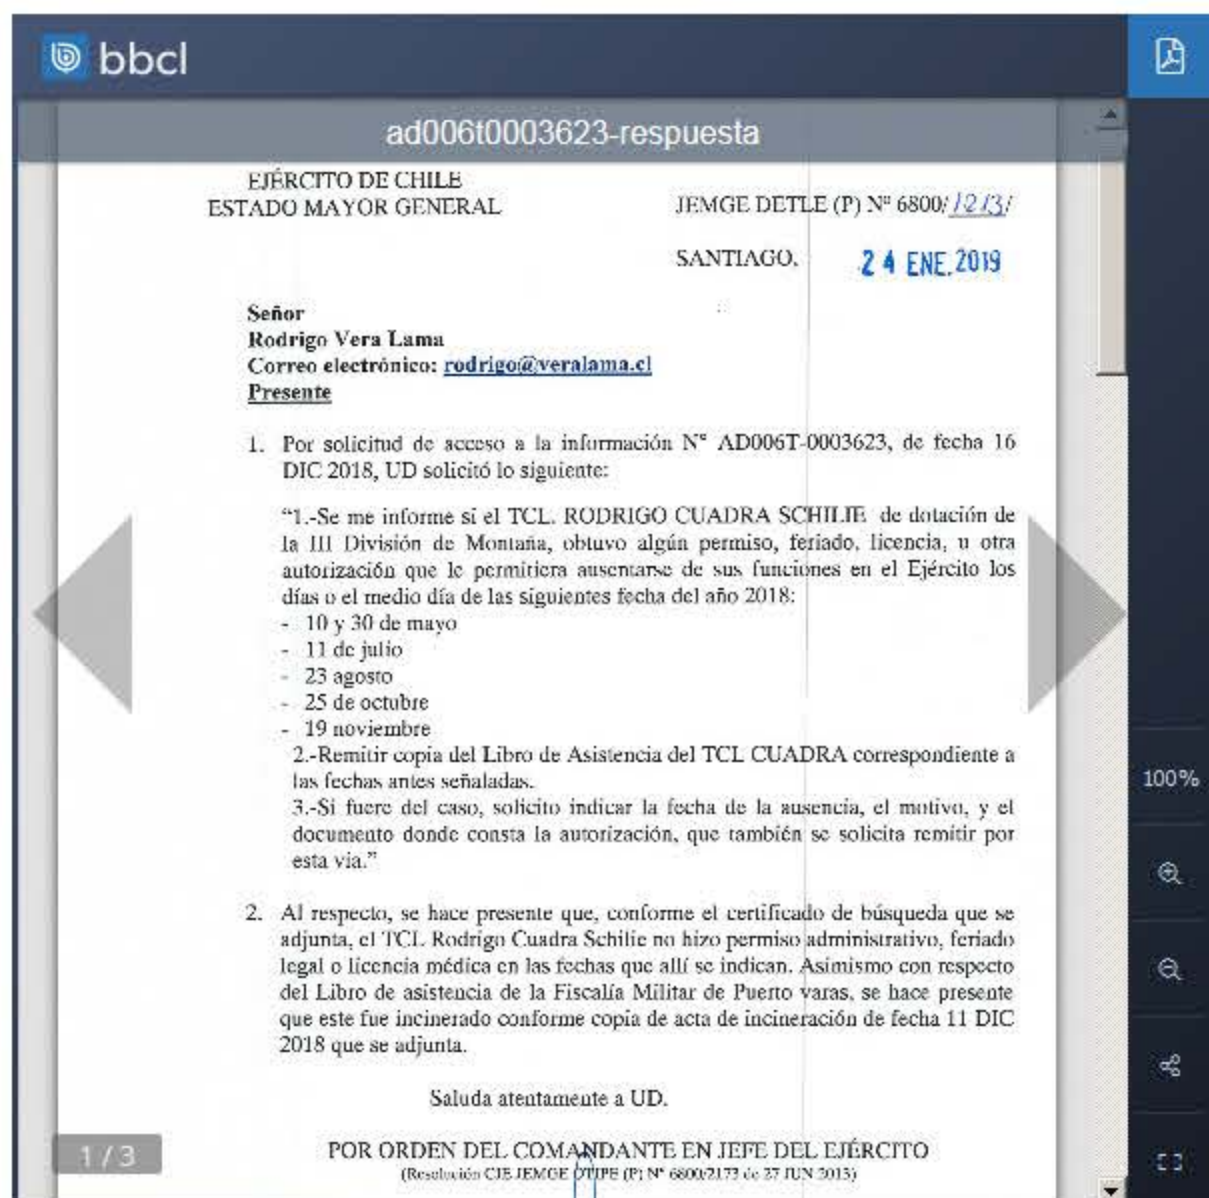 bbcl
ad006t0003623-respuesta
EJÉRCITO DE CHILE
ESTADO MAYOR GENERAL
JEMGE DETLE (P) Nº 6800/1213/
SANTIAGO, 24 ENE. 2019
Señor
Rodrigo Vera Lama
Correo electrónico: rodrigo@veralama.cl
Presente
1. Por solicitud de acceso a la información N° AD006T-0003623, de fecha 16
DIC 2018, UD solicitó lo siguiente:
“1.-Se me informe si el TCL. RODRIGO CUADRA SCHILIE de dotación de
la III División de Montaña, obtuvo algún permiso, feriado, licencia, u otra
autorización que le permitiera ausentarse de sus funciones en el Ejército los
días o el medio día de las siguientes fecha del año 2018:
- 10 y 30 de mayo
- 11 de julio
- 23 agosto
- 25 de octubre
- 19 noviembre
2.-Remitir copia del Libro de Asistencia del TCL CUADRA correspondiente a
las fechas antes señaladas.
3.-Si fuere del caso, solicito indicar la fecha de la ausencia, el motivo, y el
documento donde consta la autorización, que también se solicita remitir por
esta vía.”
2. Al respecto, se hace presente que, conforme el certificado de búsqueda que se
adjunta, el TCL Rodrigo Cuadra Schilie no hizo permiso administrativo, feriado
legal o licencia médica en las fechas que allí se indican. Asimismo con respecto
del Libro de asistencia de la Fiscalía Militar de Puerto varas, se hace presente
que este fue incinerado conforme copia de acta de incineración de fecha 11 DIC
2018 que se adjunta.
Saluda atentamente a UD.
POR ORDEN DEL COMANDANTE EN JEFE DEL EJÉRCITO
(Resolución CJE JEMGE OTIPE (P) Nº 6800/2173 de 27 JUN 2013)
1 / 3
100%